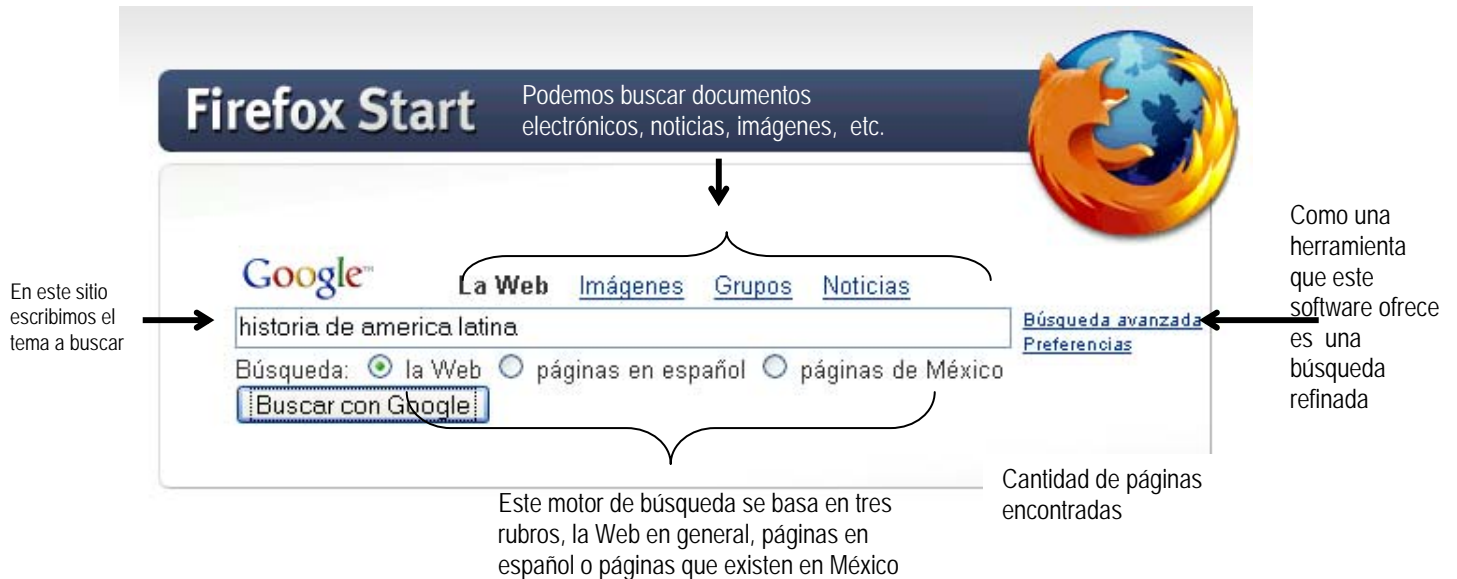 Firefox Start
Podemos buscar documentos
electrónicos, noticias, imágenes, etc.
Google™
La Web Imágenes Grupos Noticias
En este sitio
escribimos el
tema a buscar
historia de america latina
Búsqueda avanzada
Preferencias
Búsqueda: la Web páginas en español páginas de México
Buscar con Google
Como una
herramienta
que este
software ofrece
es una
búsqueda
refinada
Este motor de búsqueda se basa en tres
rubros, la Web en general, páginas en
español o páginas que existen en México
Cantidad de páginas
encontradas